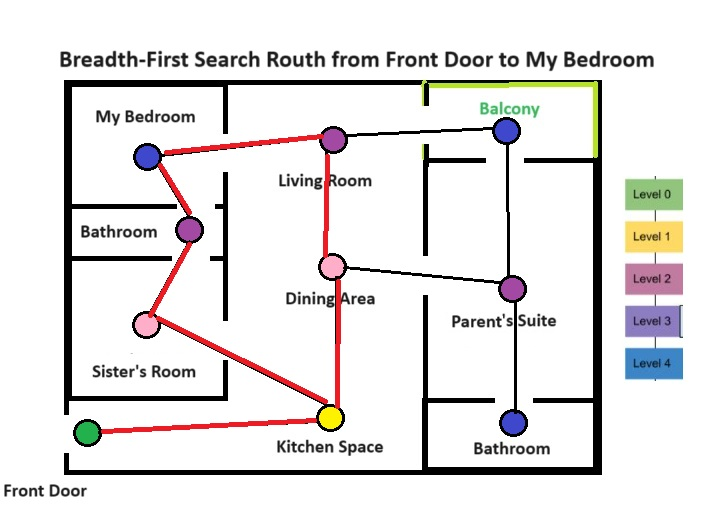 Breadth-First Search Routh from Front Door to My Bedroom
My Bedroom
Balcony
Living Room
Level 0
Bathroom
Level 1
Level 2
Dining Area
Parent's Suite
Level 3
Level 4
Sister's Room
Kitchen Space
Bathroom
Front Door